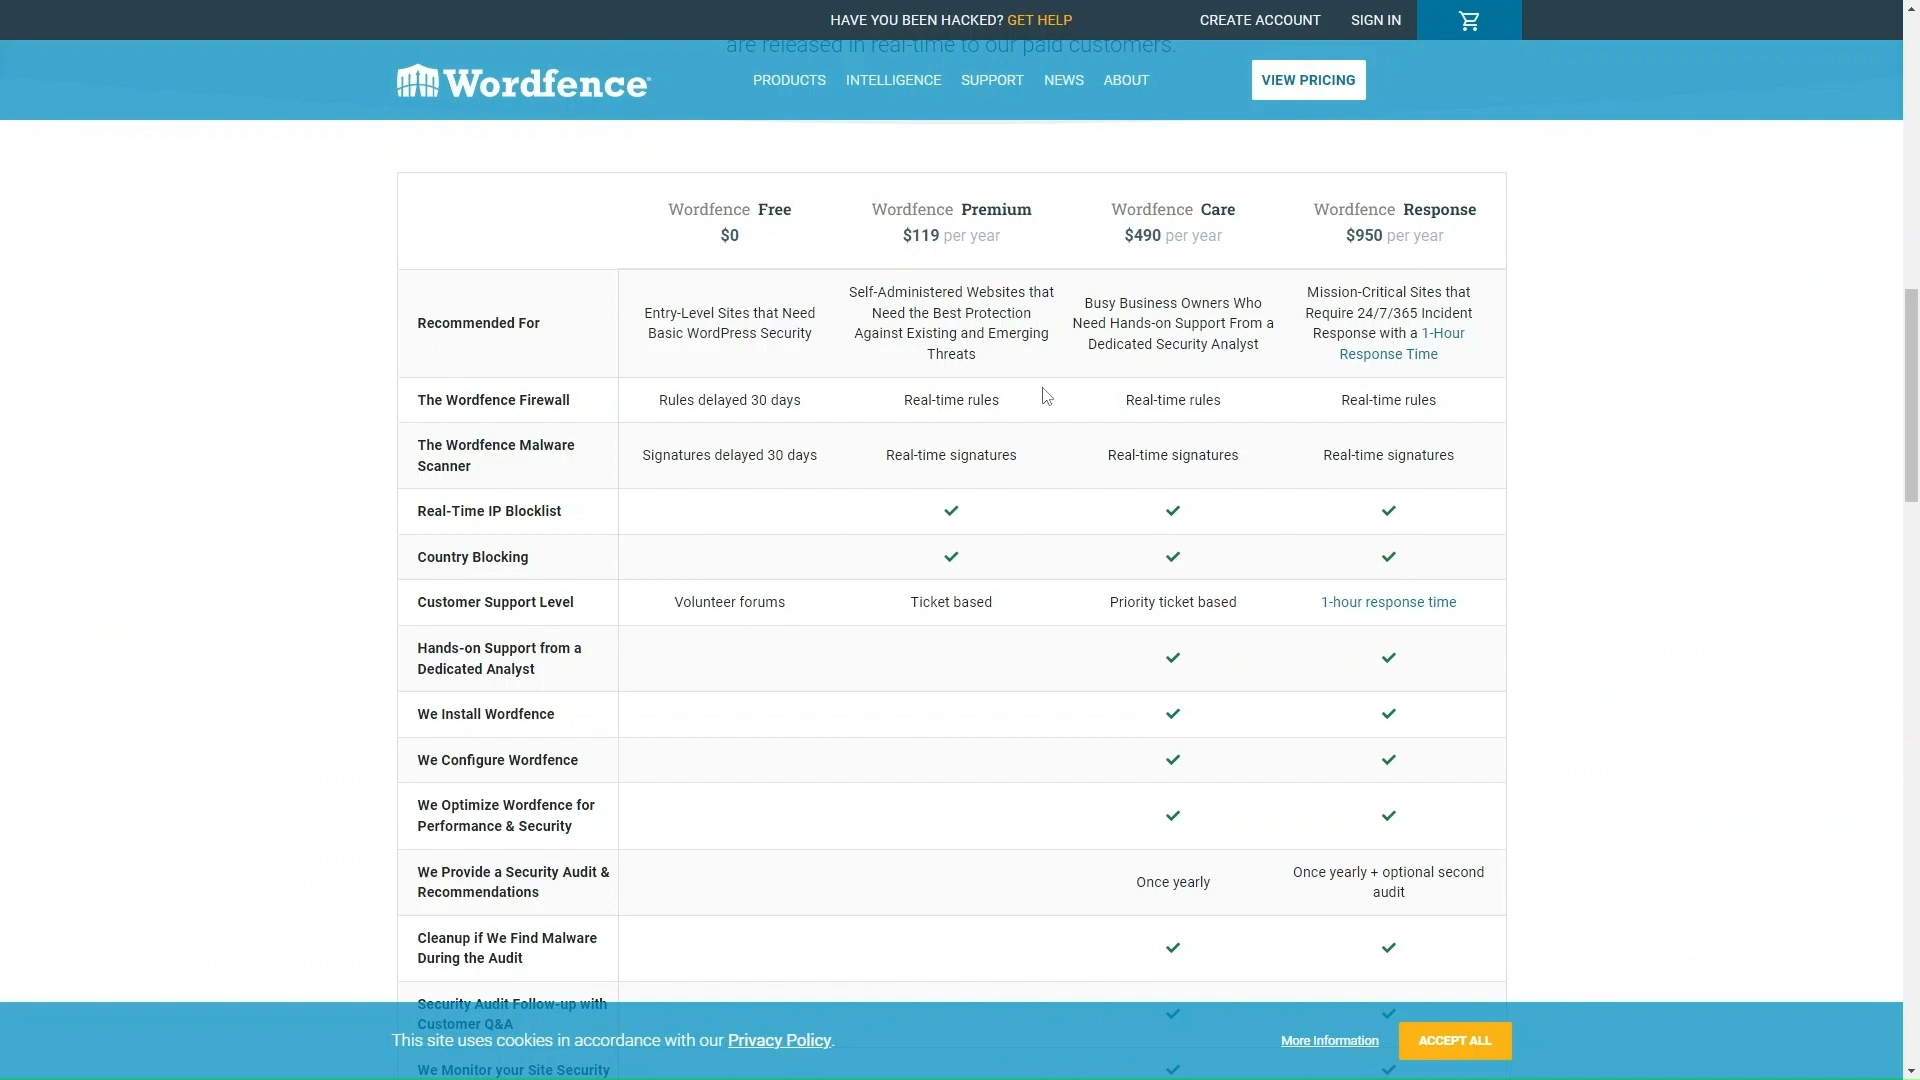 HAVE YOU BEEN HACKED? GET HELP
CREATE ACCOUNT
SIGN IN
are released in real-time to our paid customers.
Wordfence
PRODUCTS
INTELLIGENCE
SUPPORT
NEWS
ABOUT
VIEW PRICING
Wordfence Free
$0
Wordfence Premium
$119 per year
Wordfence Care
$490 per year
Wordfence Response
$950 per year
Recommended For
Entry-Level Sites that Need
Basic WordPress Security
Self-Administered Websites that
Need the Best Protection
Against Existing and Emerging
Threats
Busy Business Owners Who
Need Hands-on Support From a
Dedicated Security Analyst
Mission-Critical Sites that
Require 24/7/365 Incident
Response with a 1-Hour
Response Time
The Wordfence Firewall
Rules delayed 30 days
Real-time rules
Real-time rules
Real-time rules
The Wordfence Malware
Scanner
Signatures delayed 30 days
Real-time signatures
Real-time signatures
Real-time signatures
Real-Time IP Blocklist
Country Blocking
Customer Support Level
Volunteer forums
Ticket based
Priority ticket based
1-hour response time
Hands-on Support from a
Dedicated Analyst
We Install Wordfence
We Configure Wordfence
We Optimize Wordfence for
Performance & Security
We Provide a Security Audit &
Recommendations
Once yearly
Once yearly + optional second
audit
Cleanup if We Find Malware
During the Audit
Security Audit Follow-up with
Customer Q&A
This site uses cookies in accordance with our Privacy Policy.
More Information
ACCEPT ALL
We Monitor your Site Security